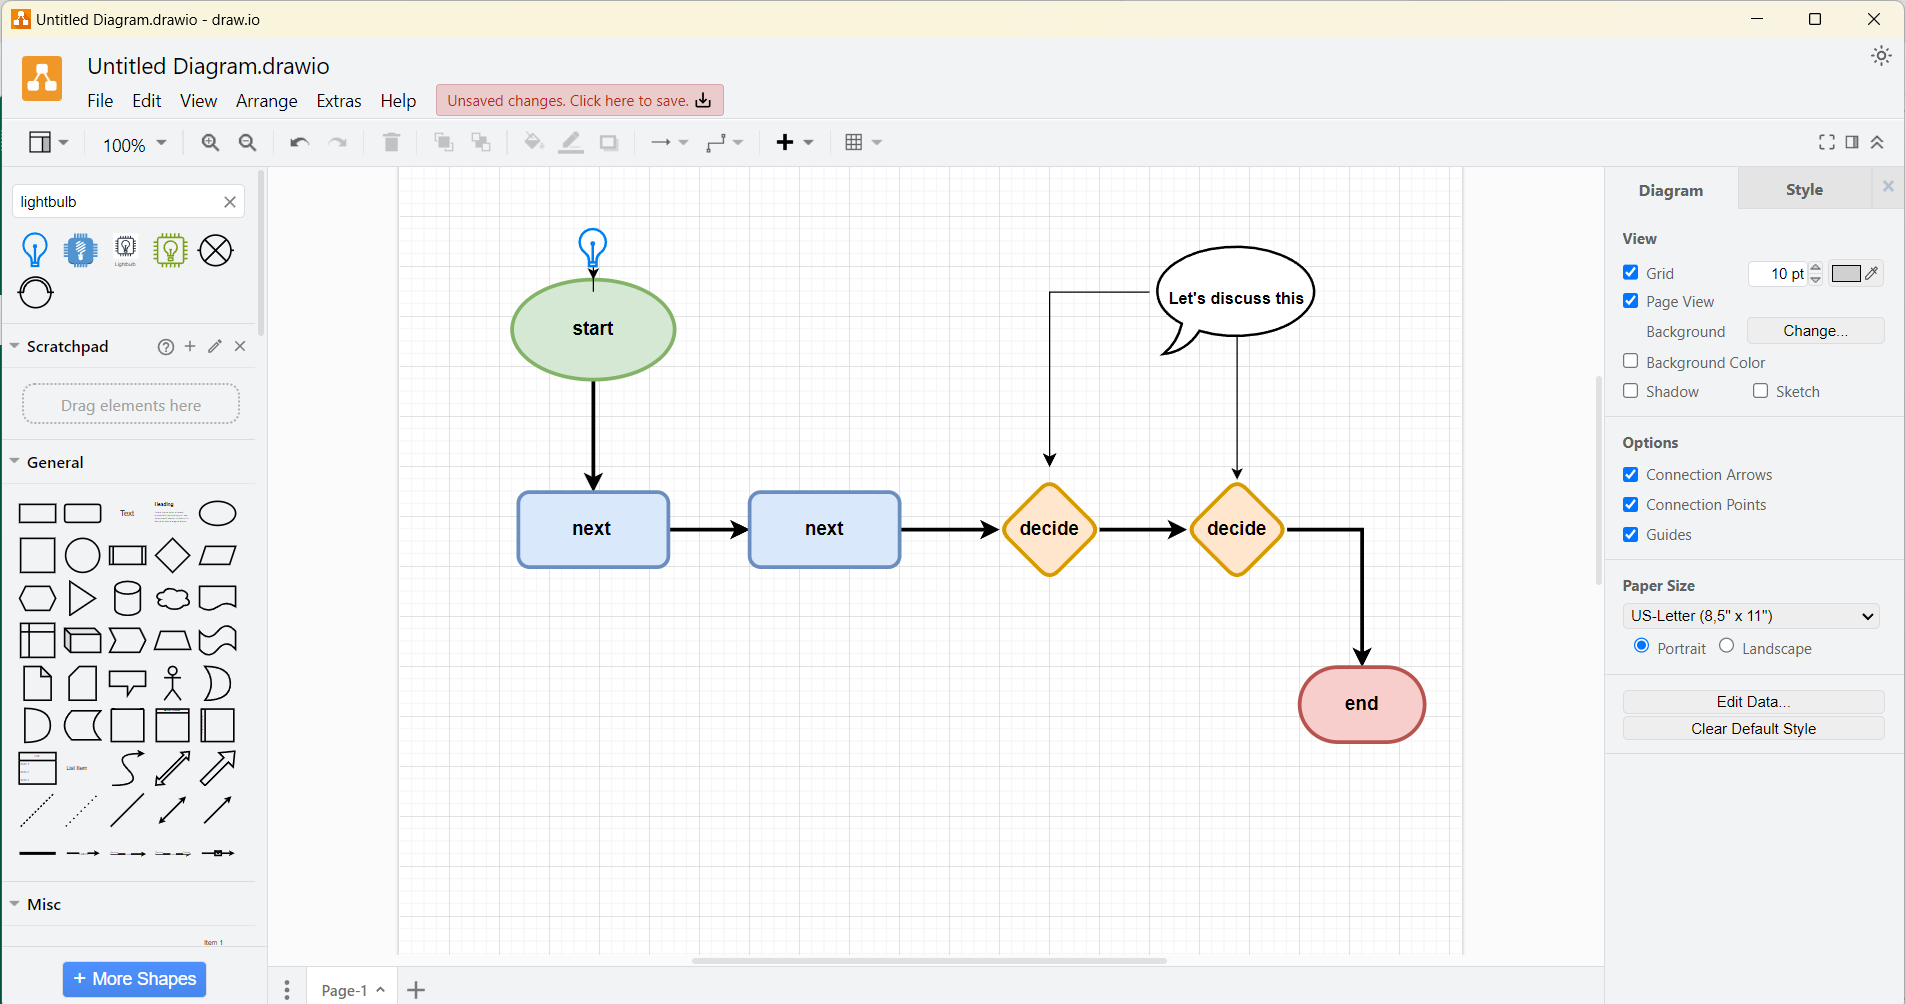 Untitled Diagram.drawio - draw.io
Untitled Diagram.drawio
File Edit View Arrange Extras Help
Unsaved changes. Click here to save.
100%
lightbulb
Lightbulb
Scratchpad
Drag elements here
General
Text
Heading
List Item
Misc
Item 1
+ More Shapes
start
Let's discuss this
next
next
decide
decide
end
Page-1
Diagram
Style
View
Grid
10 pt
Page View
Background
Change...
Background Color
Shadow
Sketch
Options
Connection Arrows
Connection Points
Guides
Paper Size
US-Letter (8,5" x 11")
Portrait
Landscape
Edit Data...
Clear Default Style